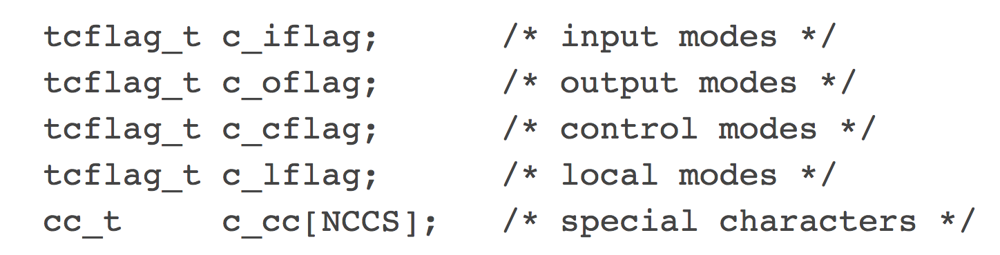 tcflag_t c_iflag;      /* input modes */
tcflag_t c_oflag;      /* output modes */
tcflag_t c_cflag;      /* control modes */
tcflag_t c_lflag;      /* local modes */
cc_t     c_cc[NCCS];   /* special characters */